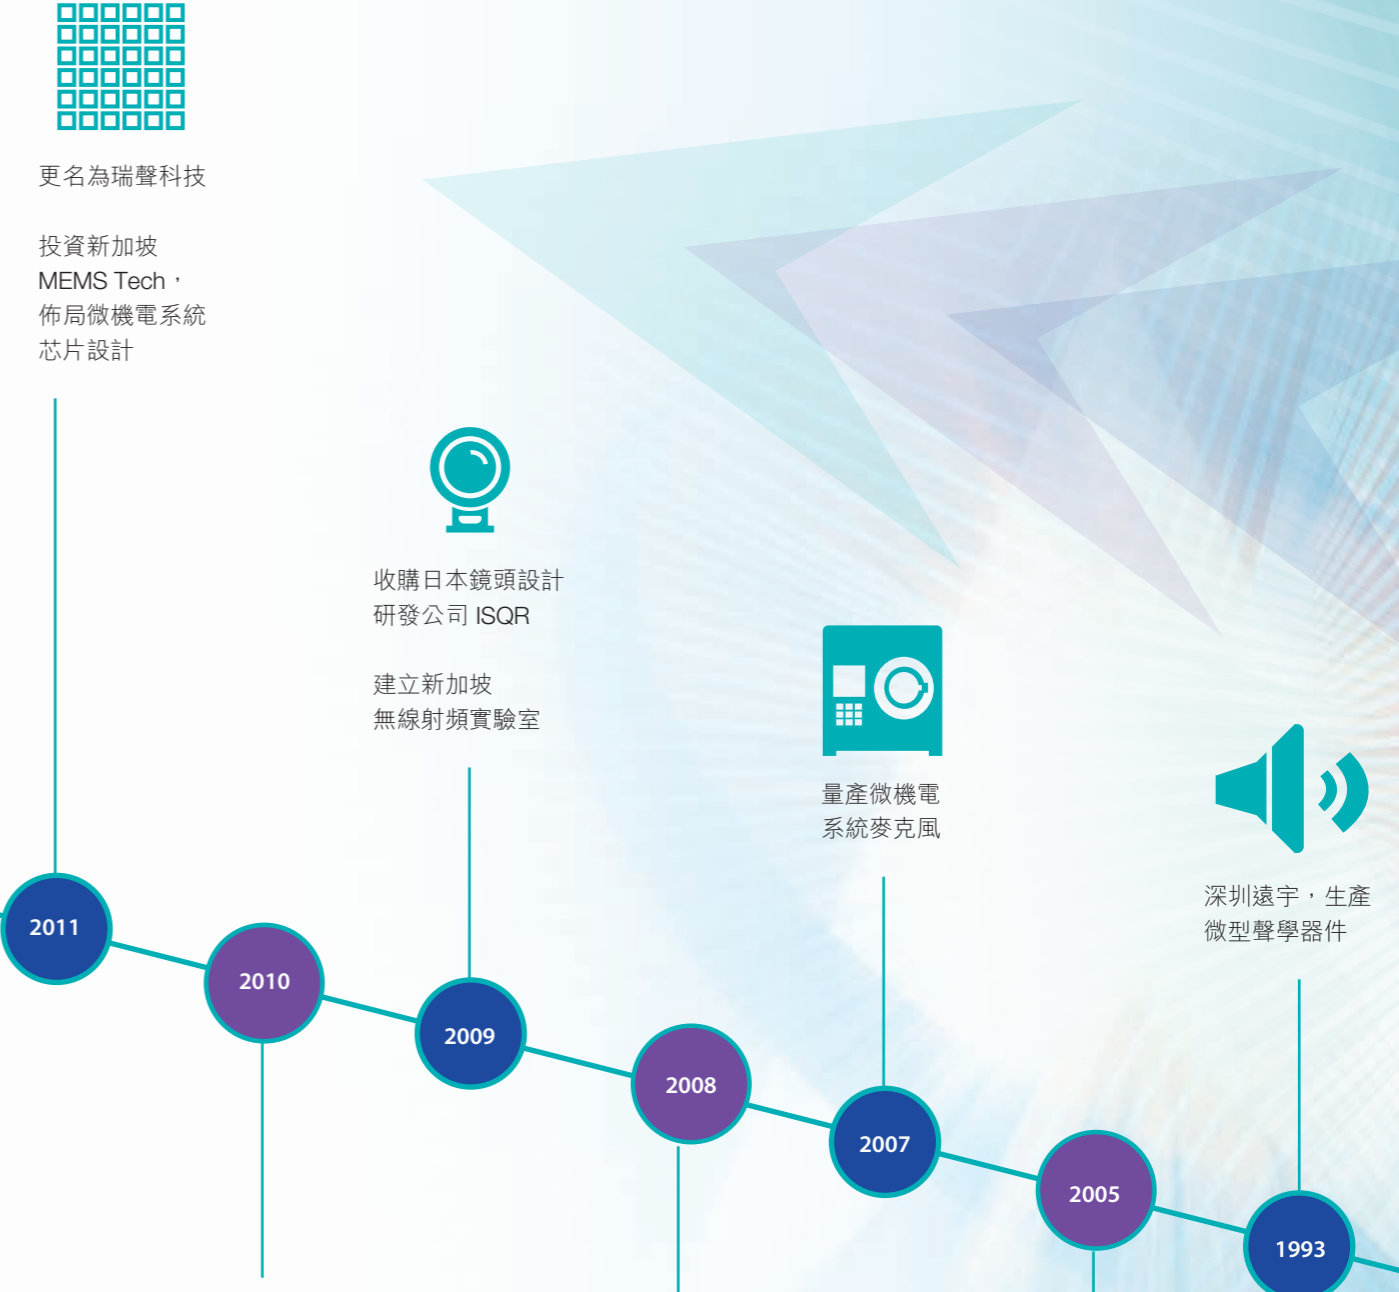 更名為瑞聲科技
投資新加坡
MEMS Tech，
佈局微機電系統
芯片設計
收購日本鏡頭設計
研發公司 ISQR
建立新加坡
無線射頻實驗室
量產微機電
系統麥克風
深圳遠宇，生產
微型聲學器件
2011
2010
2009
2008
2007
2005
1993